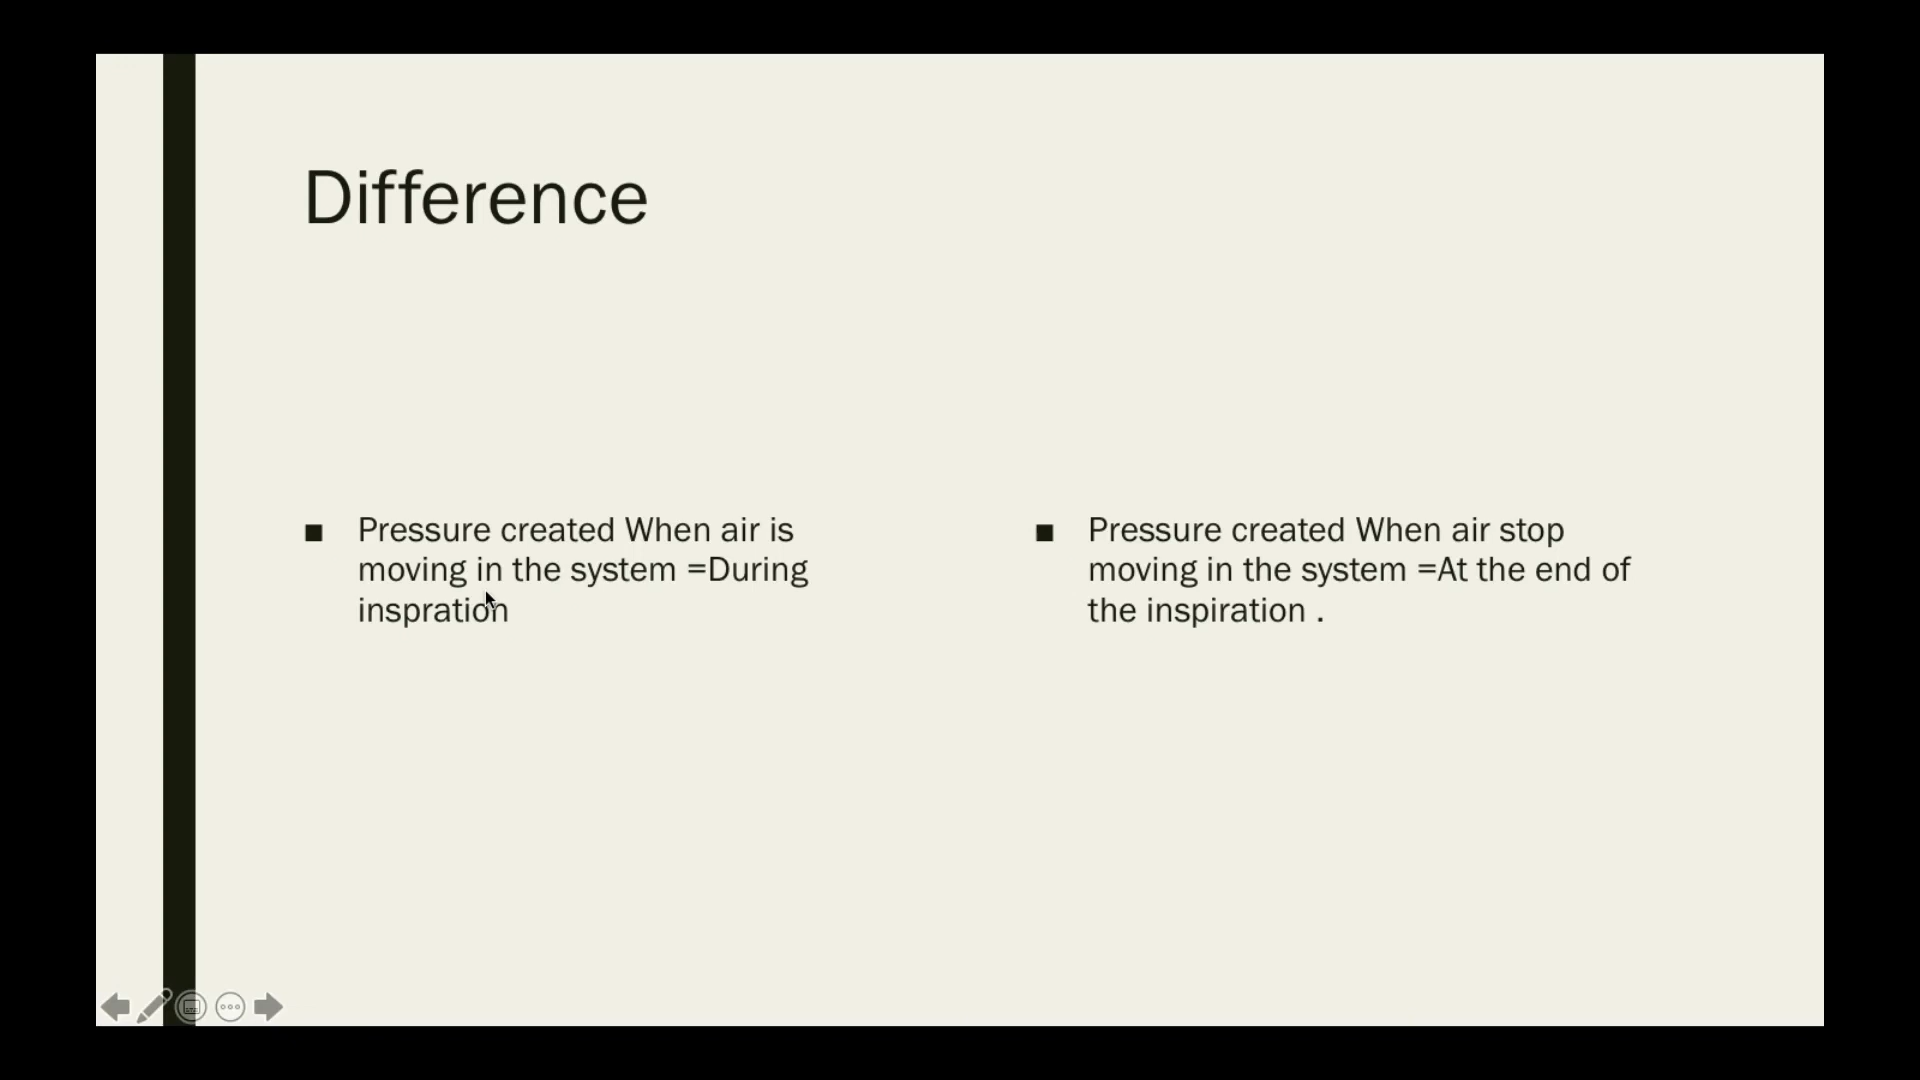 Difference
■ Pressure created When air is
moving in the system =During
inspration
■ Pressure created When air stop
moving in the system =At the end of
the inspiration .